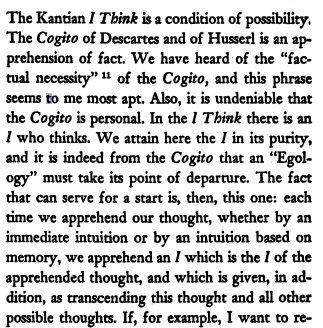 The Kantian I Think is a condition of possibility.
The Cogito of Descartes and of Husserl is an ap-
prehension of fact. We have heard of the “fac-
tual necessity” 11 of the Cogito, and this phrase
seems to me most apt. Also, it is undeniable that
the Cogito is personal. In the I Think there is an
I who thinks. We attain here the I in its purity,
and it is indeed from the Cogito that an “Egol-
ogy” must take its point of departure. The fact
that can serve for a start is, then, this one: each
time we apprehend our thought, whether by an
immediate intuition or by an intuition based on
memory, we apprehend an I which is the I of the
apprehended thought, and which is given, in ad-
dition, as transcending this thought and all other
possible thoughts. If, for example, I want to re-